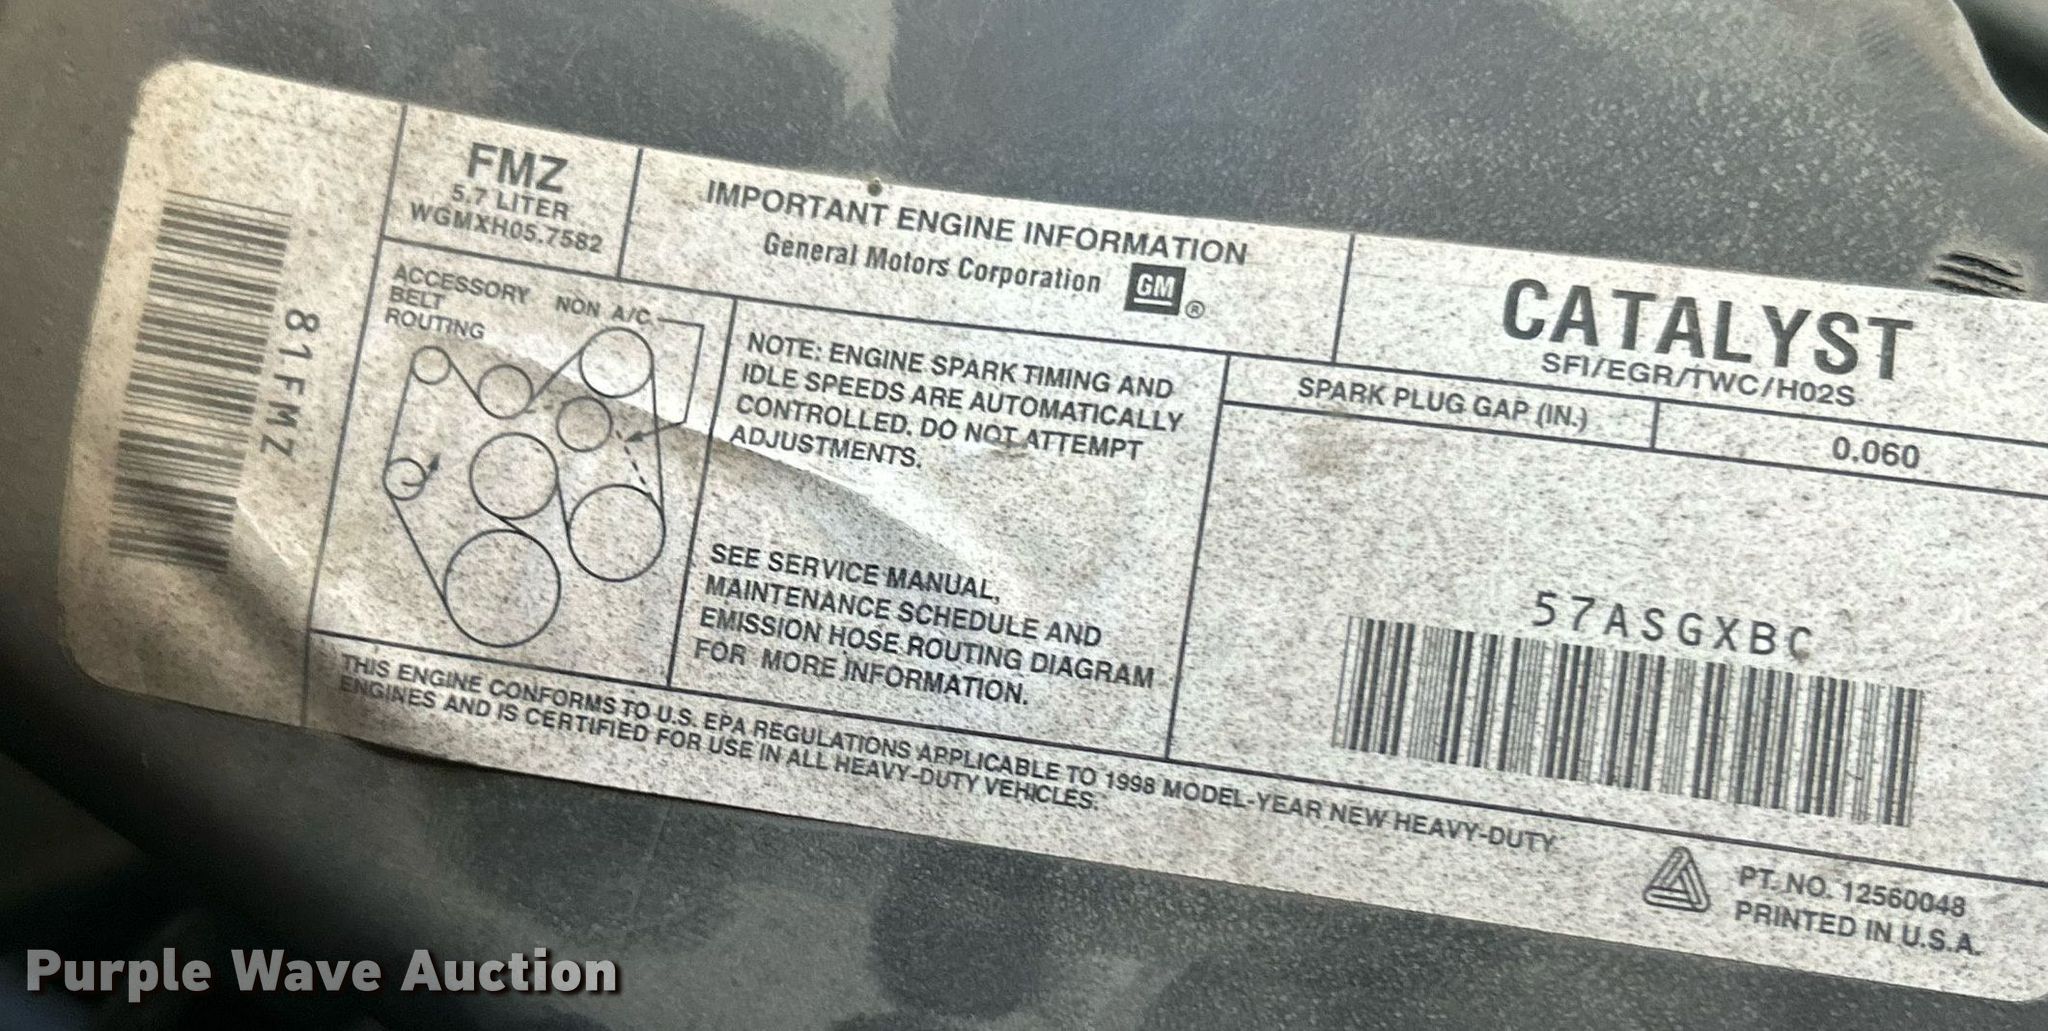 FMZ
5.7 LITER
WGMXH05.7582
IMPORTANT ENGINE INFORMATION
General Motors Corporation GM ®
CATALYST
SFI/EGR/TWC/HO2S
81FMZ
ACCESSORY
BELT
ROUTING
NON A/C
NOTE: ENGINE SPARK TIMING AND
IDLE SPEEDS ARE AUTOMATICALLY
CONTROLLED. DO NOT ATTEMPT
ADJUSTMENTS.
SEE SERVICE MANUAL,
MAINTENANCE SCHEDULE AND
EMISSION HOSE ROUTING DIAGRAM
FOR MORE INFORMATION.
SPARK PLUG GAP (IN.)
0.060
57ASGXBC
THIS ENGINE CONFORMS TO U.S. EPA REGULATIONS APPLICABLE TO 1998 MODEL-YEAR NEW HEAVY-DUTY
ENGINES AND IS CERTIFIED FOR USE IN ALL HEAVY-DUTY VEHICLES.
PT. NO. 12560048
PRINTED IN U.S.A.
Purple Wave Auction